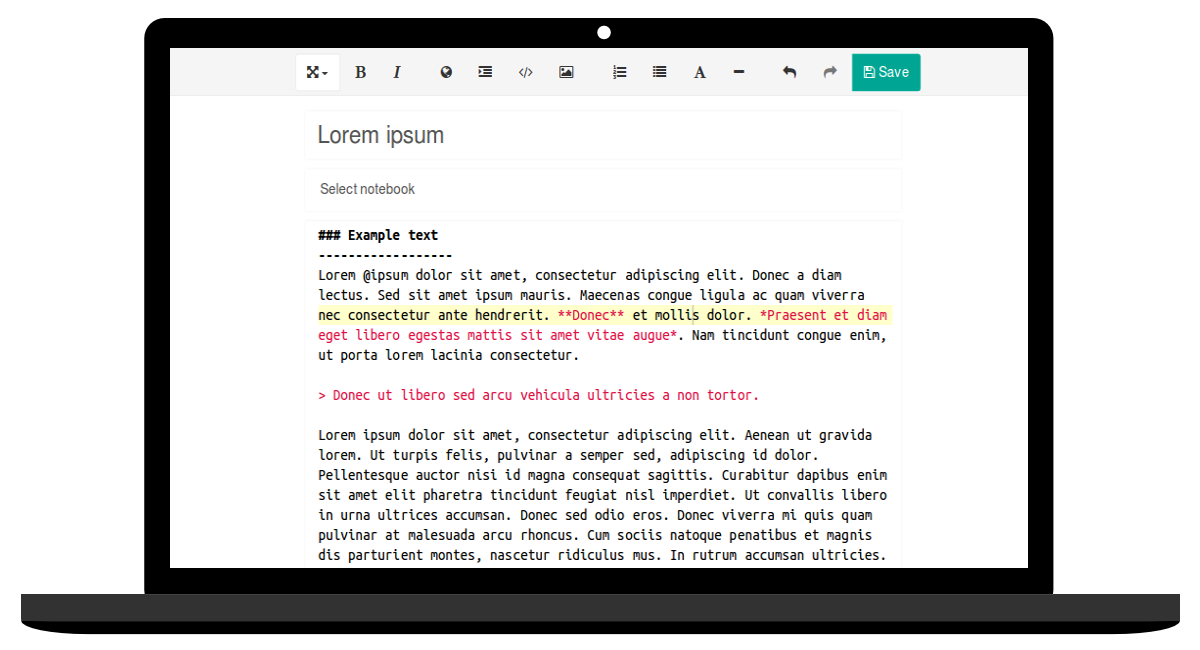 B I </> A Save
Lorem ipsum
Select notebook
### Example text
------------------
Lorem @ipsum dolor sit amet, consectetur adipiscing elit. Donec a diam
lectus. Sed sit amet ipsum mauris. Maecenas congue ligula ac quam viverra
nec consectetur ante hendrerit. **Donec** et mollis dolor. *Praesent et diam
eget libero egestas mattis sit amet vitae augue*. Nam tincidunt congue enim,
ut porta lorem lacinia consectetur.
> Donec ut libero sed arcu vehicula ultricies a non tortor.
Lorem ipsum dolor sit amet, consectetur adipiscing elit. Aenean ut gravida
lorem. Ut turpis felis, pulvinar a semper sed, adipiscing id dolor.
Pellentesque auctor nisi id magna consequat sagittis. Curabitur dapibus enim
sit amet elit pharetra tincidunt feugiat nisl imperdiet. Ut convallis libero
in urna ultrices accumsan. Donec sed odio eros. Donec viverra mi quis quam
pulvinar at malesuada arcu rhoncus. Cum sociis natoque penatibus et magnis
dis parturient montes, nascetur ridiculus mus. In rutrum accumsan ultricies.